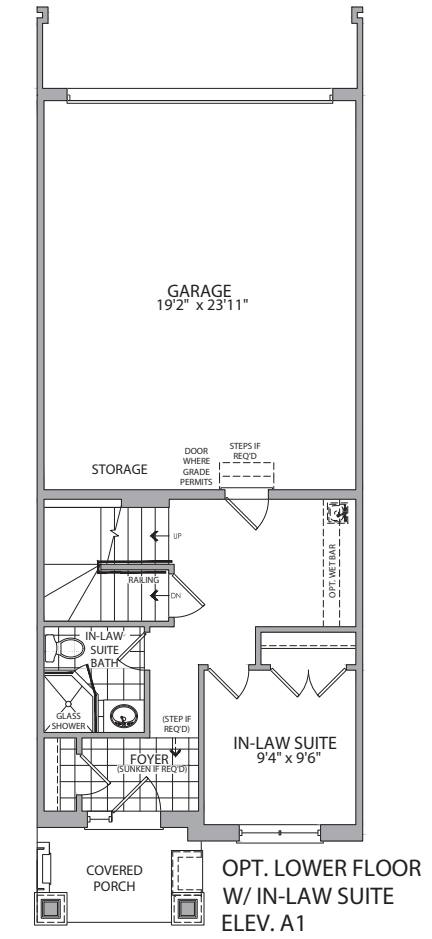 GARAGE
19'2" x 23'11"
STORAGE
DOOR
WHERE
GRADE
PERMITS
STEPS IF
REQ'D
UP
RAILING
DN
OPT. WET BAR
IN-LAW
SUITE
BATH
GLASS
SHOWER
(STEP IF
REQ'D)
FOYER
(SUNKEN IF REQ'D)
IN-LAW SUITE
9'4" x 9'6"
COVERED
PORCH
OPT. LOWER FLOOR
W/ IN-LAW SUITE
ELEV. A1